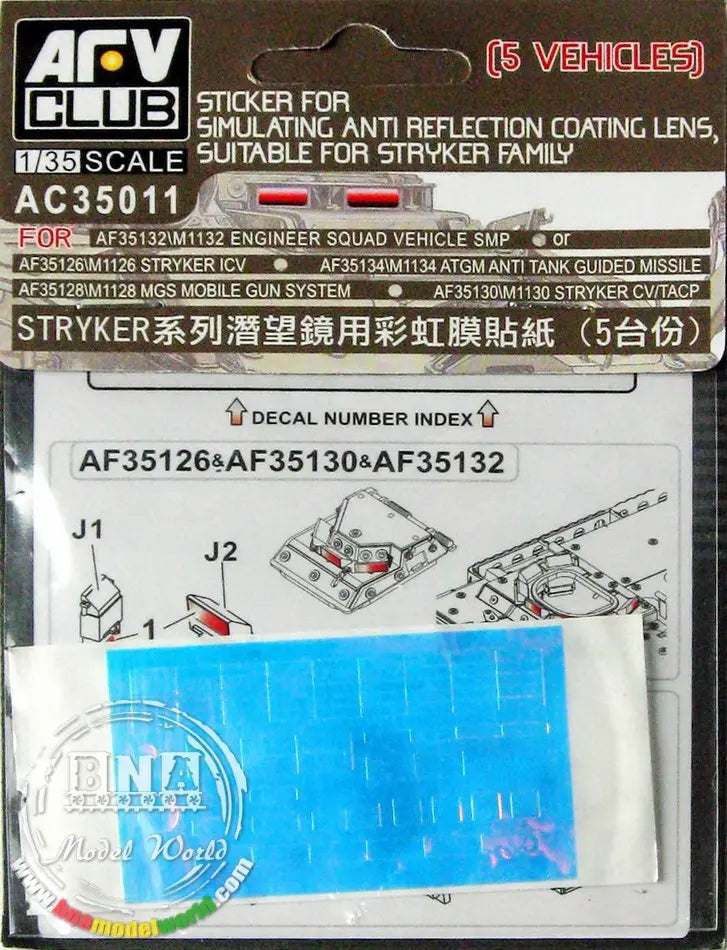 AFV
CLUB
(5 VEHICLES)
STICKER FOR
SIMULATING ANTI REFLECTION COATING LENS,
SUITABLE FOR STRYKER FAMILY
1/35 SCALE
AC35011
FOR AF35132\M1132 ENGINEER SQUAD VEHICLE SMP or
AF35126\M1126 STRYKER ICV AF35134\M1134 ATGM ANTI TANK GUIDED MISSILE
AF35128\M1128 MGS MOBILE GUN SYSTEM AF35130\M1130 STRYKER CV/TACP
STRYKER系列潛望鏡用彩虹膜貼紙（5台份）
DECAL NUMBER INDEX
AF35126&AF35130&AF35132
J1
J2
1
BNA
Model World
www.bnamodelworld.com